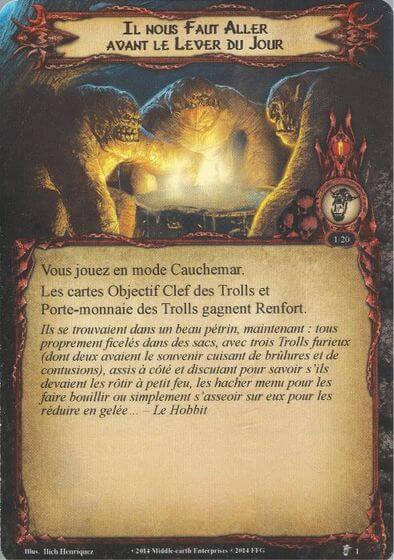 Il nous Faut Aller
avant le Lever du Jour
1/20
Vous jouez en mode Cauchemar.
Les cartes Objectif Clef des Trolls et
Porte-monnaie des Trolls gagnent Renfort.
Ils se trouvaient dans un beau pétrin, maintenant : tous
proprement ficelés dans des sacs, avec trois Trolls furieux
(dont deux avaient le souvenir cuisant de brûlures et de
contusions), assis à côté et discutant pour savoir s'ils
devaient les rôtir à petit feu, les hacher menu pour les
faire bouillir ou simplement s'asseoir sur eux pour les
réduire en gelée… – Le Hobbit
Illus. Ilich Henriquez
• 2014 Middle-earth Enterprises • 2014 FFG
1